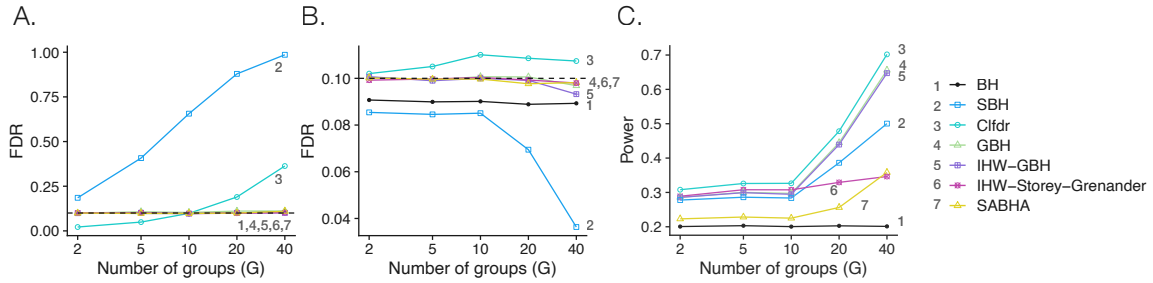 A.
B.
C.
FDR
1.00
0.75
0.50
0.25
0.00
2
3
1,4,5,6,7
2
5
10
20
40
Number of groups (G)
FDR
0.10
0.08
0.06
0.04
3
4,6,7
5
1
2
2
5
10
20
40
Number of groups (G)
Power
0.7
0.6
0.5
0.4
0.3
0.2
3
4
5
2
6
7
1
2
5
10
20
40
Number of groups (G)
1 BH
2 SBH
3 Clfdr
4 GBH
5 IHW−GBH
6 IHW−Storey−Grenander
7 SABHA